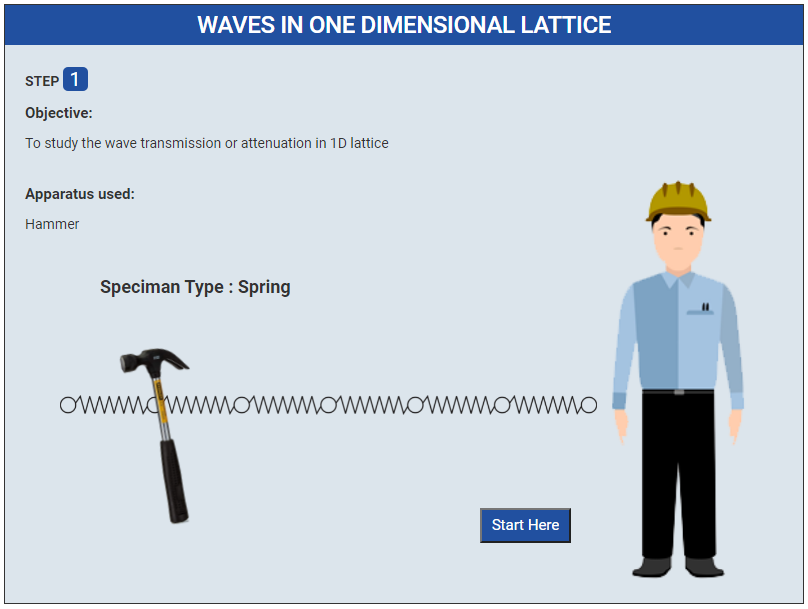 WAVES IN ONE DIMENSIONAL LATTICE
STEP 1
Objective:
To study the wave transmission or attenuation in 1D lattice
Apparatus used:
Hammer
Speciman Type : Spring
Start Here